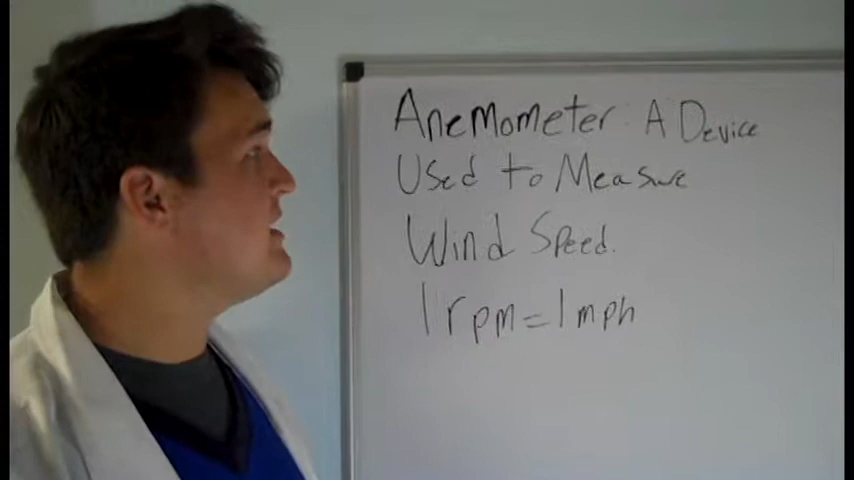 Anemometer: A Device
Used to Measure
Wind Speed.
1 rpm = 1 mph